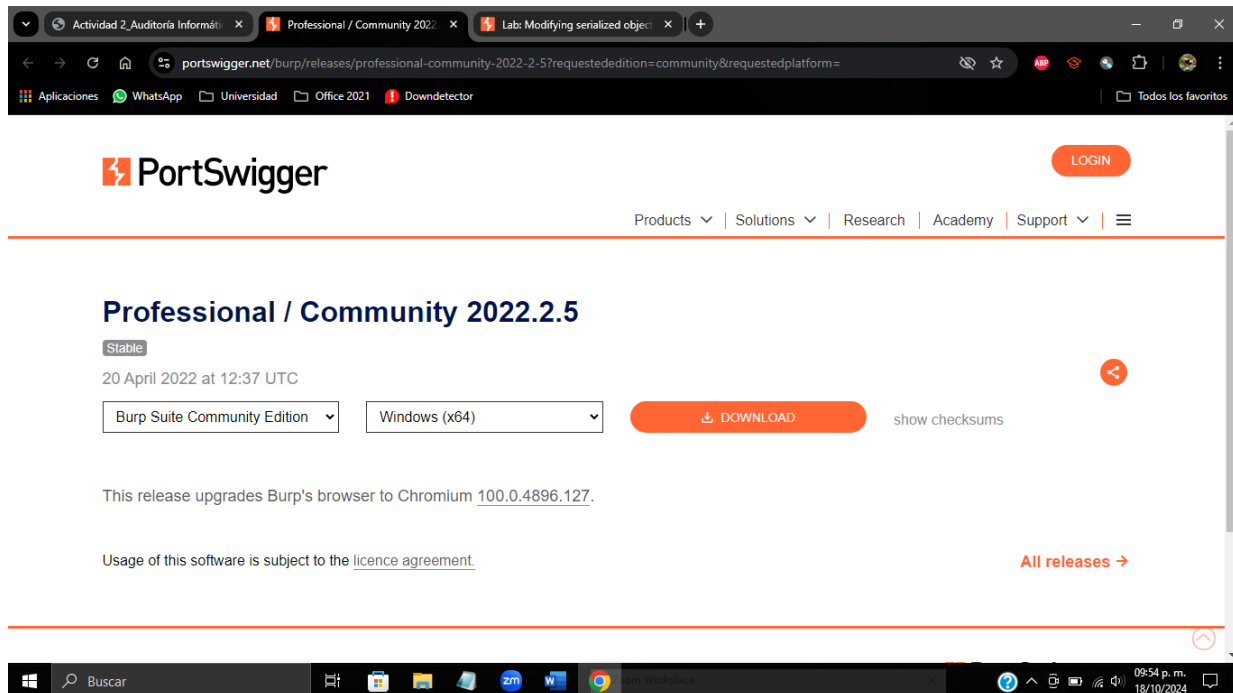 Actividad 2_Auditoría Informáti
Professional / Community 2022
Lab: Modifying serialized object
portswigger.net/burp/releases/professional-community-2022-2-5?requestededition=community&requestedplatform=
ABP
Aplicaciones
WhatsApp
Universidad
Office 2021
Downdetector
Todos los favoritos
PortSwigger
LOGIN
Products
Solutions
Research
Academy
Support
Professional / Community 2022.2.5
Stable
20 April 2022 at 12:37 UTC
Burp Suite Community Edition
Windows (x64)
DOWNLOAD
show checksums
This release upgrades Burp's browser to Chromium 100.0.4896.127.
Usage of this software is subject to the licence agreement.
All releases →
Buscar
zm
W
Zoom Workplace
09:54 p. m.
18/10/2024